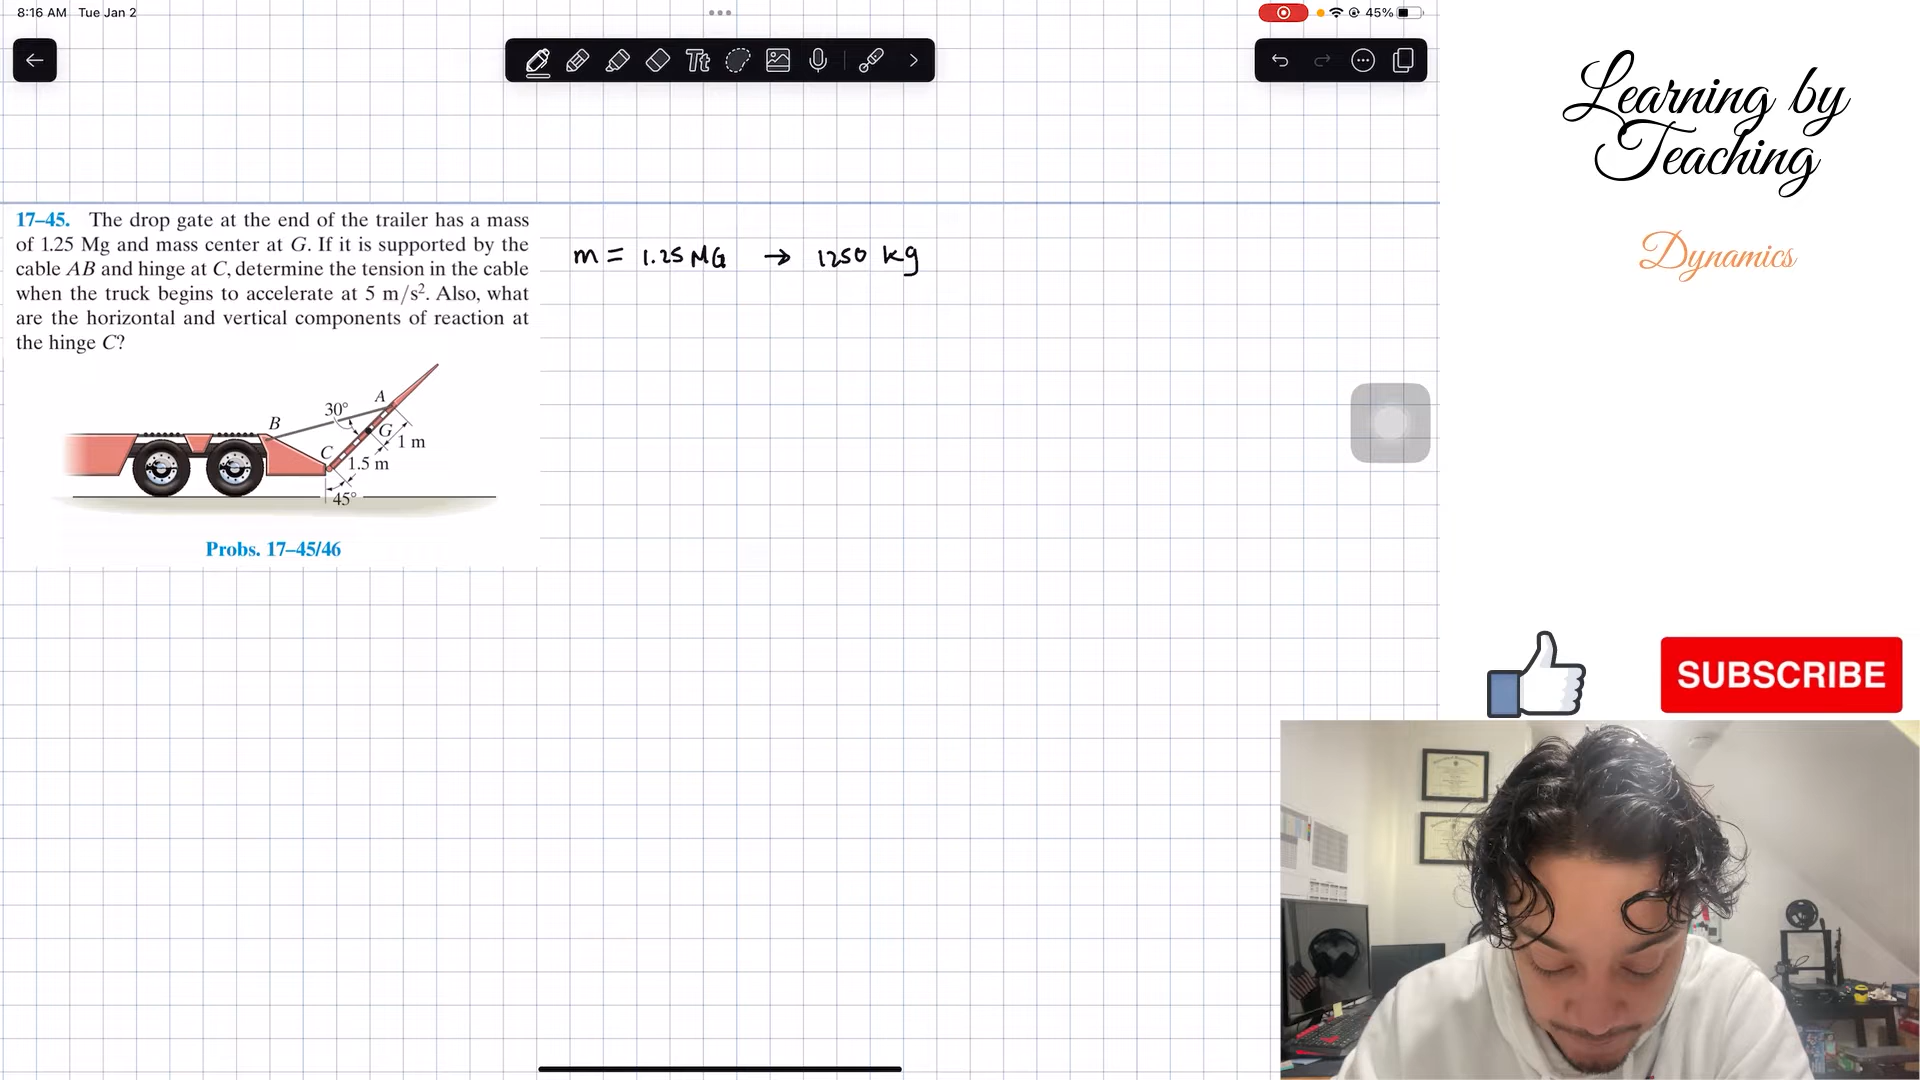 8:16 AM Tue Jan 2
45%
Tt
Learning by
Teaching
Dynamics
17–45. The drop gate at the end of the trailer has a mass
of 1.25 Mg and mass center at G. If it is supported by the
cable AB and hinge at C, determine the tension in the cable
when the truck begins to accelerate at 5 m/s². Also, what
are the horizontal and vertical components of reaction at
the hinge C?
m = 1.25 MG → 1250 kg
A
30°
B
G
1 m
C
1.5 m
45°
Probs. 17–45/46
SUBSCRIBE